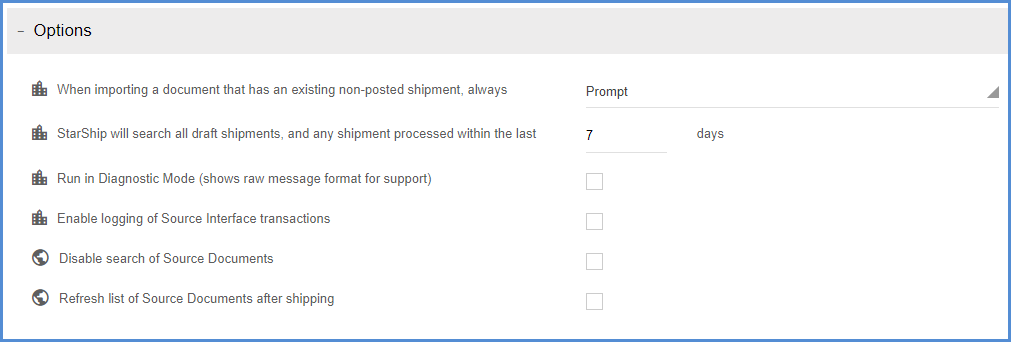 Options
When importing a document that has an existing non-posted shipment, always Prompt
StarShip will search all draft shipments, and any shipment processed within the last 7 days
Run in Diagnostic Mode (shows raw message format for support)
Enable logging of Source Interface transactions
Disable search of Source Documents
Refresh list of Source Documents after shipping